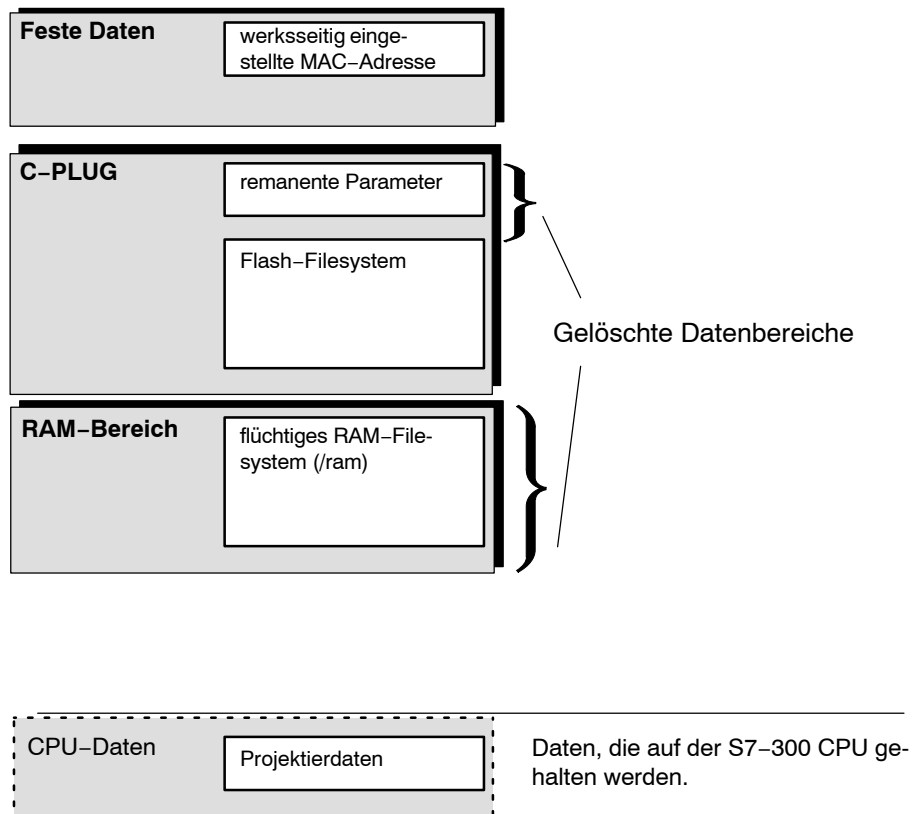 Feste Daten
werksseitig einge-
stellte MAC–Adresse
C–PLUG
remanente Parameter
Flash–Filesystem
Gelöschte Datenbereiche
RAM–Bereich
flüchtiges RAM–File-
system (/ram)
CPU–Daten
Projektierdaten
Daten, die auf der S7–300 CPU ge-
halten werden.